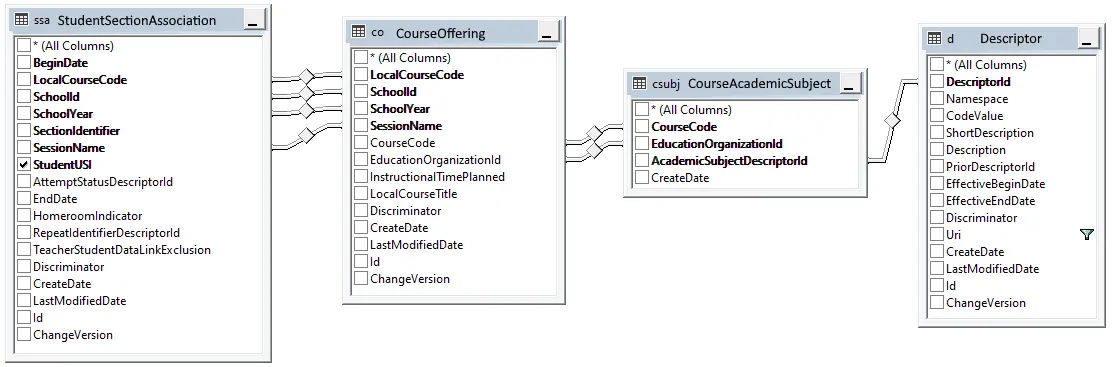 ssa StudentSectionAssociation
* (All Columns)
BeginDate
LocalCourseCode
SchoolId
SchoolYear
SectionIdentifier
SessionName
StudentUSI
AttemptStatusDescriptorId
EndDate
HomeroomIndicator
RepeatIdentifierDescriptorId
TeacherStudentDataLinkExclusion
Discriminator
CreateDate
LastModifiedDate
Id
ChangeVersion
co CourseOffering
* (All Columns)
LocalCourseCode
SchoolId
SchoolYear
SessionName
CourseCode
EducationOrganizationId
InstructionalTimePlanned
LocalCourseTitle
Discriminator
CreateDate
LastModifiedDate
Id
ChangeVersion
csubj CourseAcademicSubject
* (All Columns)
CourseCode
EducationOrganizationId
AcademicSubjectDescriptorId
CreateDate
d Descriptor
* (All Columns)
DescriptorId
Namespace
CodeValue
ShortDescription
Description
PriorDescriptorId
EffectiveBeginDate
EffectiveEndDate
Discriminator
Uri
CreateDate
LastModifiedDate
Id
ChangeVersion